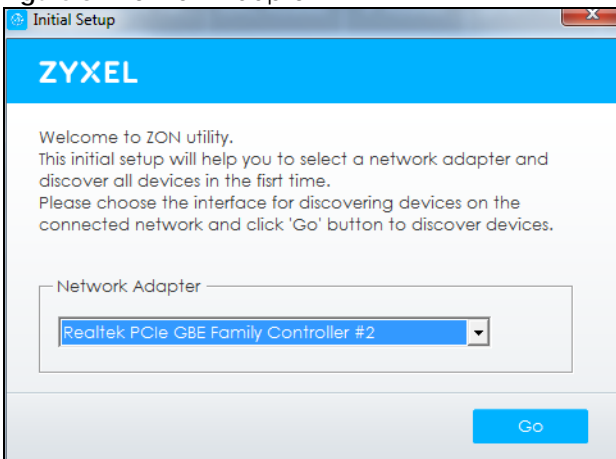 Initial Setup
ZYXEL
Welcome to ZON utility.
This initial setup will help you to select a network adapter and
discover all devices in the fisrt time.
Please choose the interface for discovering devices on the
connected network and click 'Go' button to discover devices.
Network Adapter
Realtek PCIe GBE Family Controller #2
Go